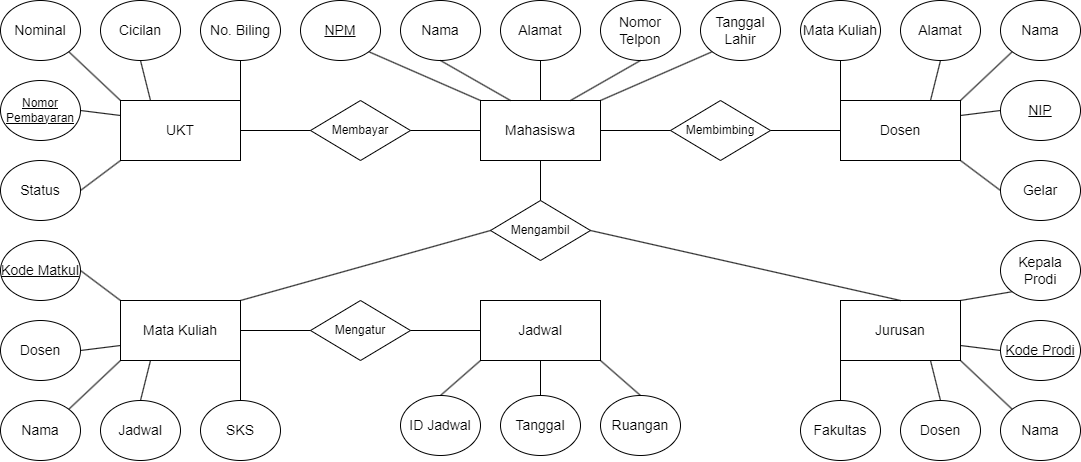 Nominal
Cicilan
No. Biling
NPM
Nama
Alamat
Nomor
Telpon
Tanggal
Lahir
Mata Kuliah
Alamat
Nama
Nomor
Pembayaran
UKT
Membayar
Mahasiswa
Membimbing
Dosen
NIP
Status
Gelar
Mengambil
Kode Matkul
Kepala
Prodi
Mata Kuliah
Mengatur
Jadwal
Jurusan
Dosen
Kode Prodi
Nama
Jadwal
SKS
ID Jadwal
Tanggal
Ruangan
Fakultas
Dosen
Nama